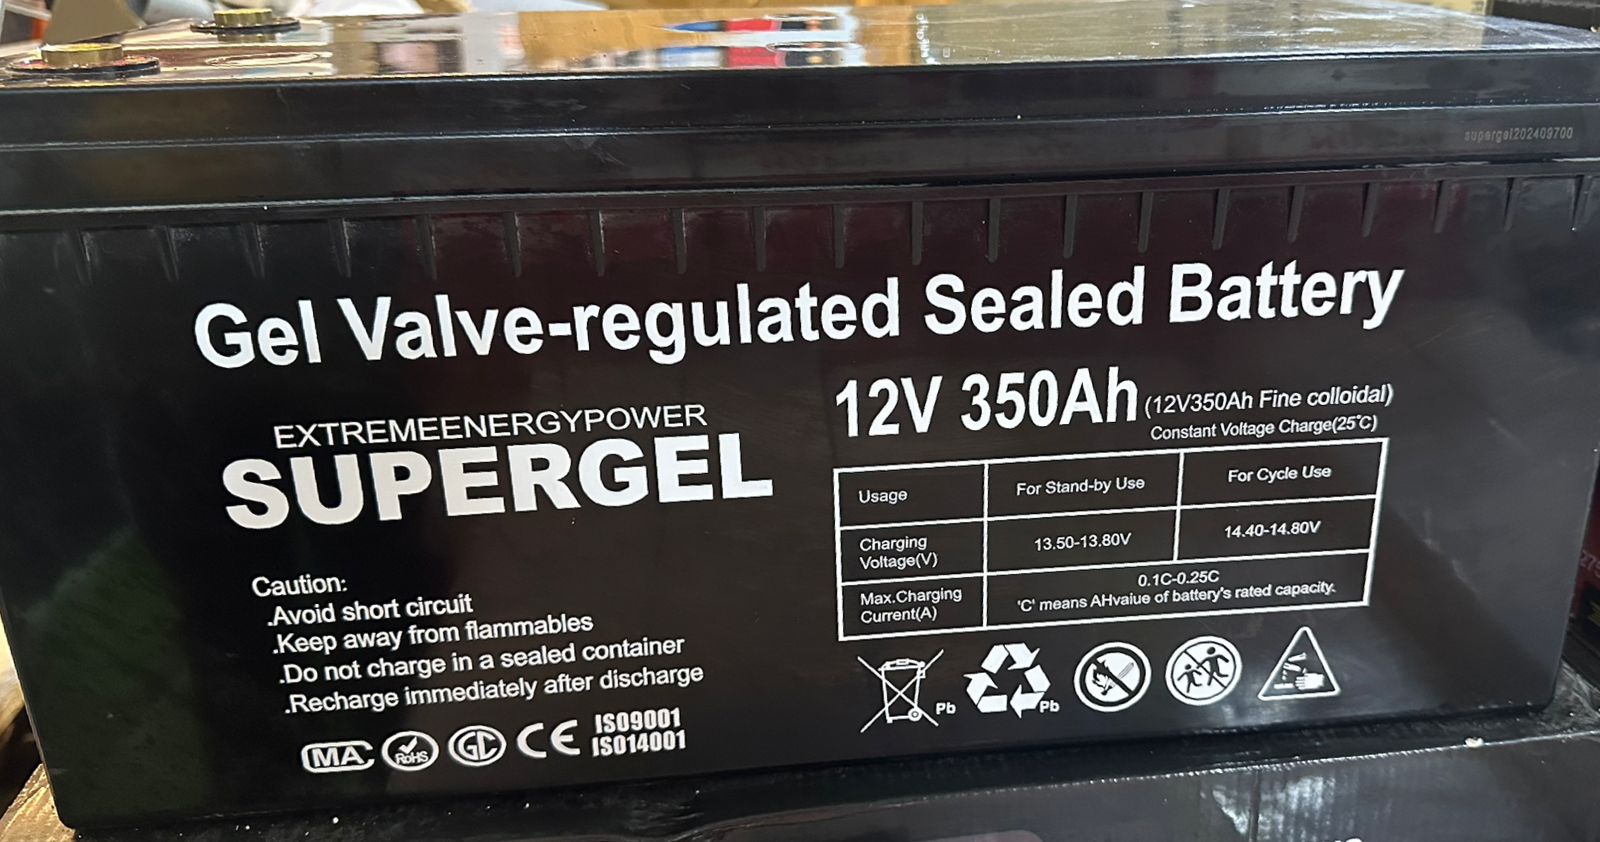 supergel202409700
Gel Valve-regulated Sealed Battery
EXTREMEENERGYPOWER
SUPERGEL
12V 350Ah (12V350Ah Fine colloidal)
Constant Voltage Charge(25℃)
Usage
For Stand-by Use
For Cycle Use
Charging
Voltage(V)
13.50-13.80V
14.40-14.80V
Max.Charging
Current(A)
0.1C-0.25C
'C' means AHvaiue of battery's rated capacity.
Caution:
.Avoid short circuit
.Keep away from flammables
.Do not charge in a sealed container
.Recharge immediately after discharge
MA
RoHS
GC
CE
ISO9001
ISO14001
Pb
Pb